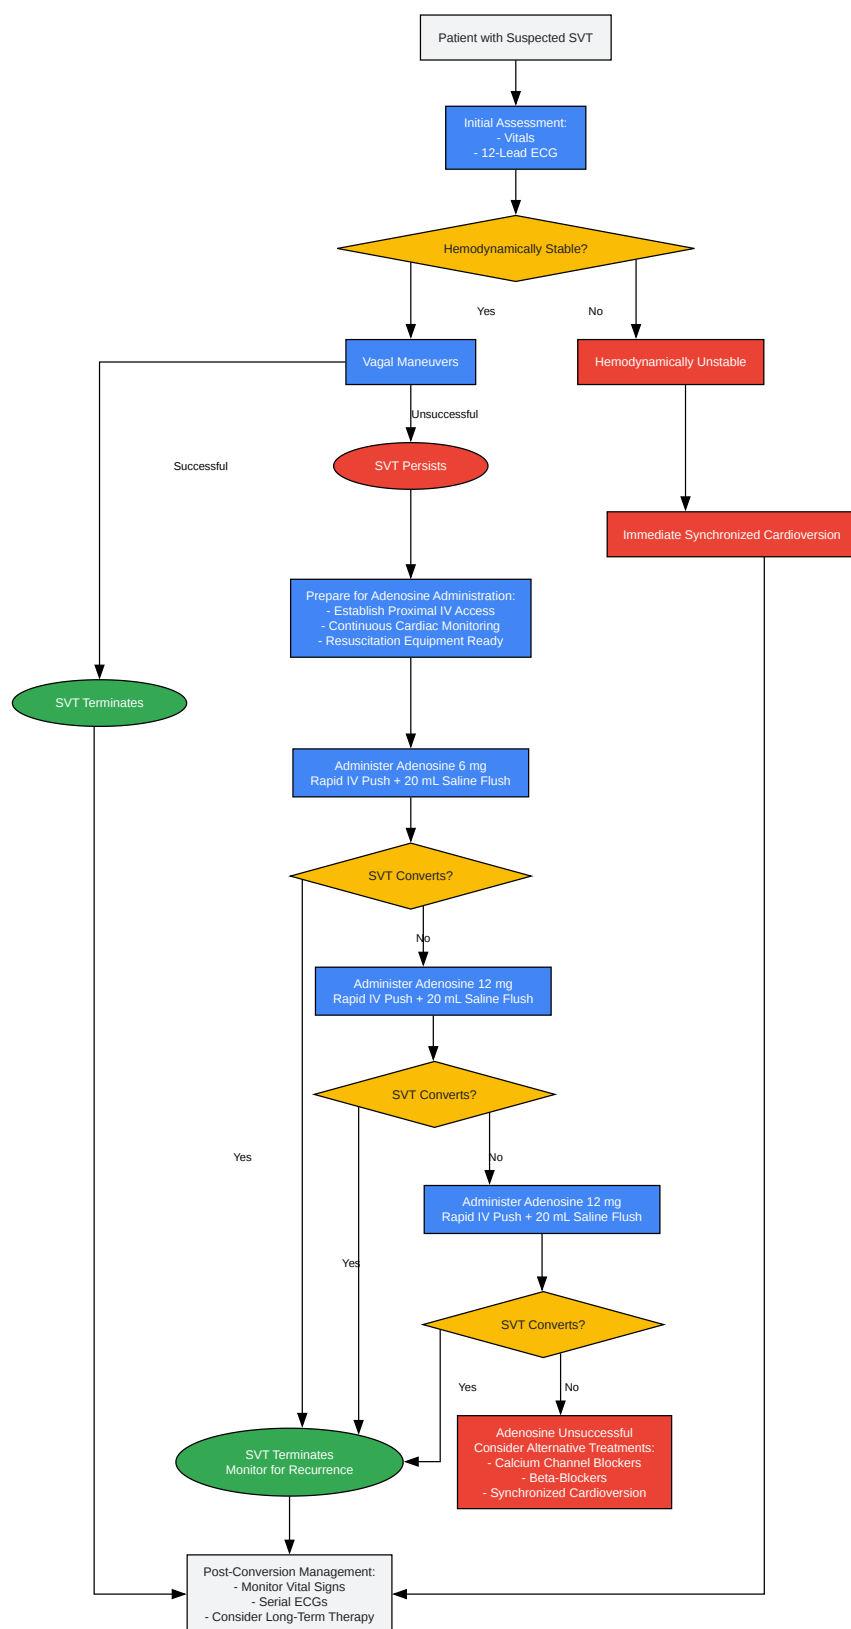 Patient with Suspected SVT
Initial Assessment:
- Vitals
- 12-Lead ECG
Hemodynamically Stable?
Yes
No
Vagal Maneuvers
Hemodynamically Unstable
Unsuccessful
Successful
SVT Persists
Immediate Synchronized Cardioversion
Prepare for Adenosine Administration:
- Establish Proximal IV Access
- Continuous Cardiac Monitoring
- Resuscitation Equipment Ready
SVT Terminates
Administer Adenosine 6 mg
Rapid IV Push + 20 mL Saline Flush
SVT Converts?
No
Administer Adenosine 12 mg
Rapid IV Push + 20 mL Saline Flush
SVT Converts?
Yes
No
Administer Adenosine 12 mg
Rapid IV Push + 20 mL Saline Flush
Yes
SVT Converts?
Yes
No
Adenosine Unsuccessful
Consider Alternative Treatments:
- Calcium Channel Blockers
- Beta-Blockers
- Synchronized Cardioversion
SVT Terminates
Monitor for Recurrence
Post-Conversion Management:
- Monitor Vital Signs
- Serial ECGs
- Consider Long-Term Therapy